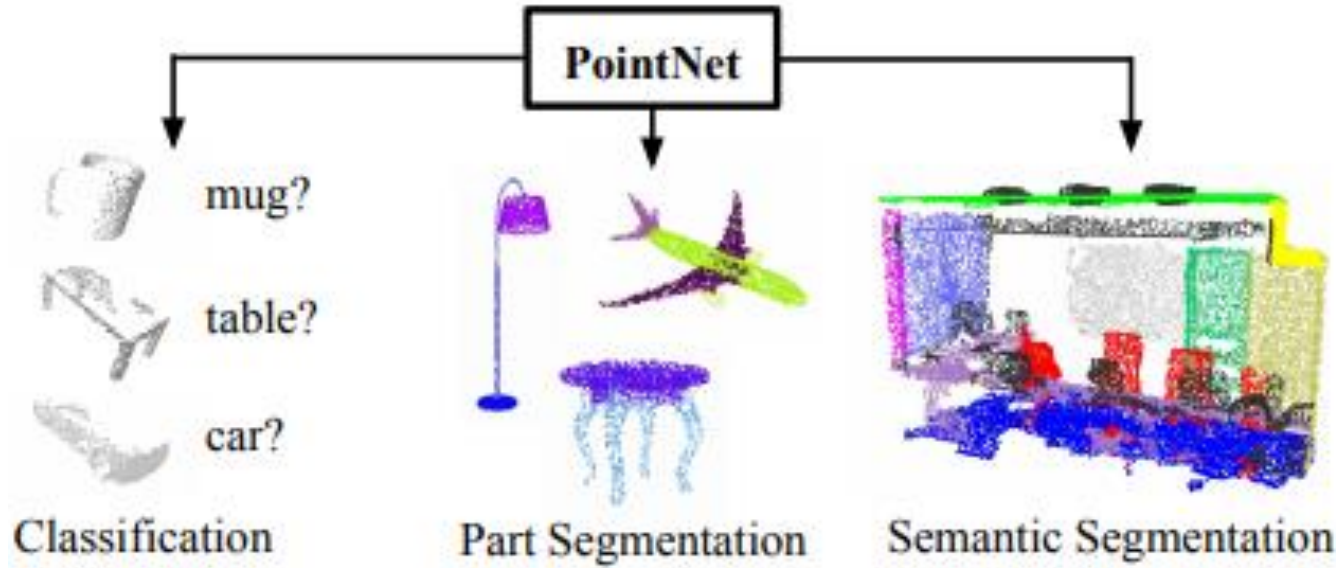 PointNet
mug?
table?
car?
Classification
Part Segmentation
Semantic Segmentation